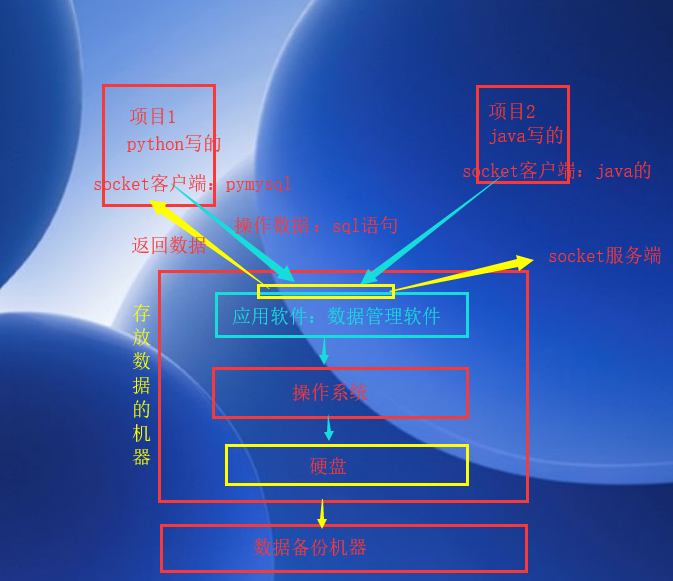 项目1
python写的
socket客户端：pymysql
项目2
java写的
socket客户端：java的
操作数据：sql语句
返回数据
socket服务端
存放数据的机器
应用软件：数据管理软件
操作系统
硬盘
数据备份机器